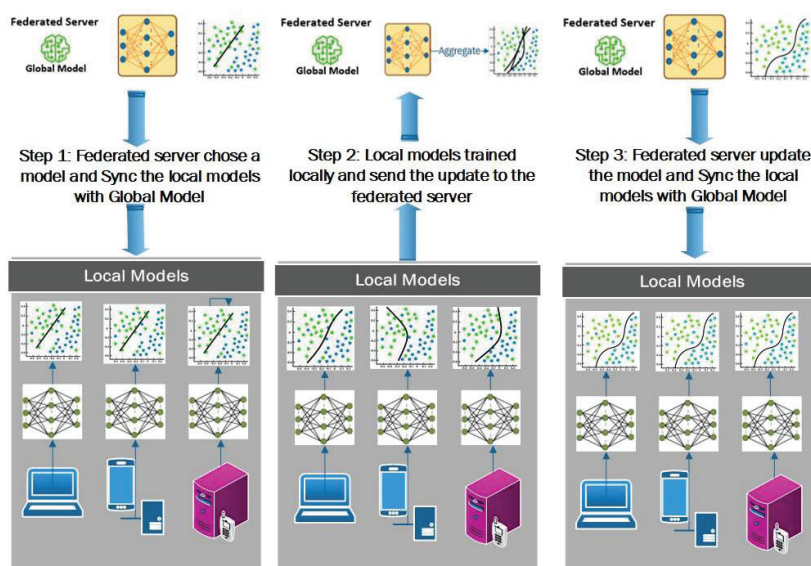 Federated Server
Global Model
Step 1: Federated server chose a
model and Sync the local models
with Global Model
Local Models
Federated Server
Global Model
Aggregate
Step 2: Local models trained
locally and send the update to the
federated server
Local Models
Federated Server
Global Model
Step 3: Federated server update
the model and Sync the local
models with Global Model
Local Models